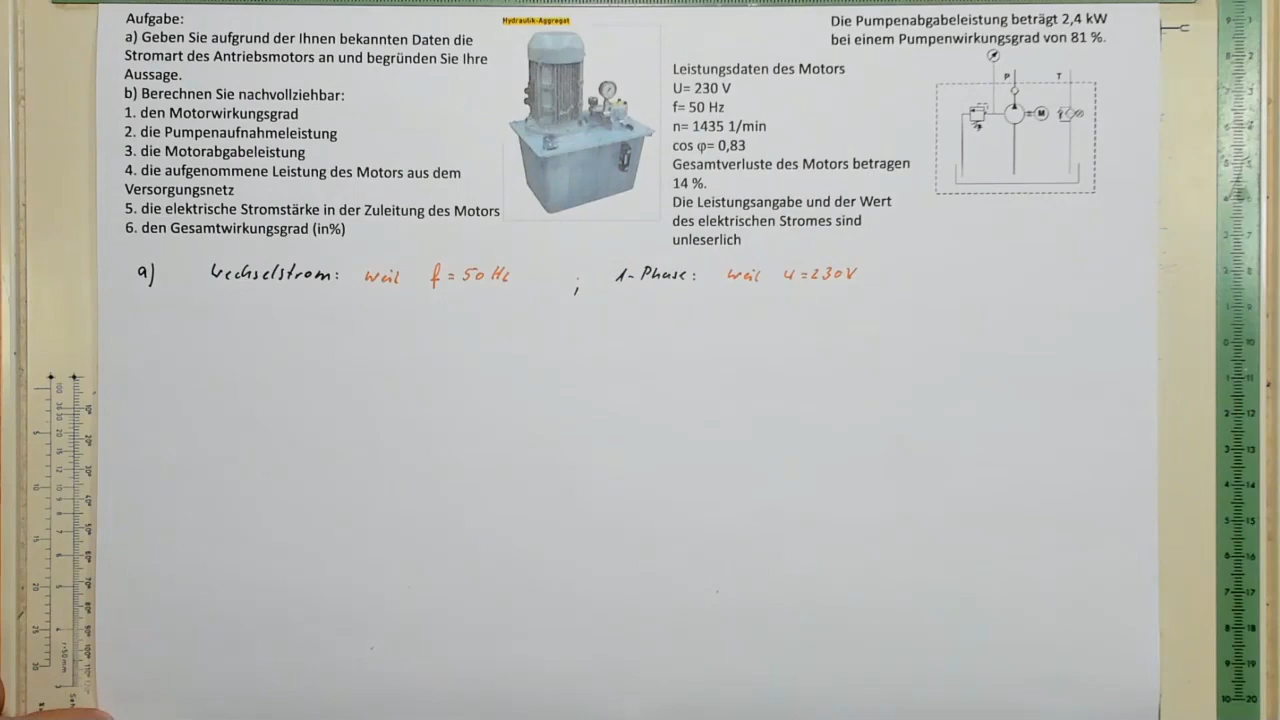 Aufgabe:
a) Geben Sie aufgrund der Ihnen bekannten Daten die
Stromart des Antriebsmotors an und begründen Sie Ihre
Aussage.
b) Berechnen Sie nachvollziehbar:
1. den Motorwirkungsgrad
2. die Pumpenaufnahmeleistung
3. die Motorabgabeleistung
4. die aufgenommene Leistung des Motors aus dem
Versorgungsnetz
5. die elektrische Stromstärke in der Zuleitung des Motors
6. den Gesamtwirkungsgrad (in%)
Hydraulik-Aggregat
Leistungsdaten des Motors
U= 230 V
f= 50 Hz
n= 1435 1/min
cos φ= 0,83
Gesamtverluste des Motors betragen
14 %.
Die Leistungsangabe und der Wert
des elektrischen Stromes sind
unleserlich
Die Pumpenabgabeleistung beträgt 2,4 kW
bei einem Pumpenwirkungsgrad von 81 %.
P T
M
a) Wechselstrom: weil f = 50 Hz ; 1-Phase: weil U=230V